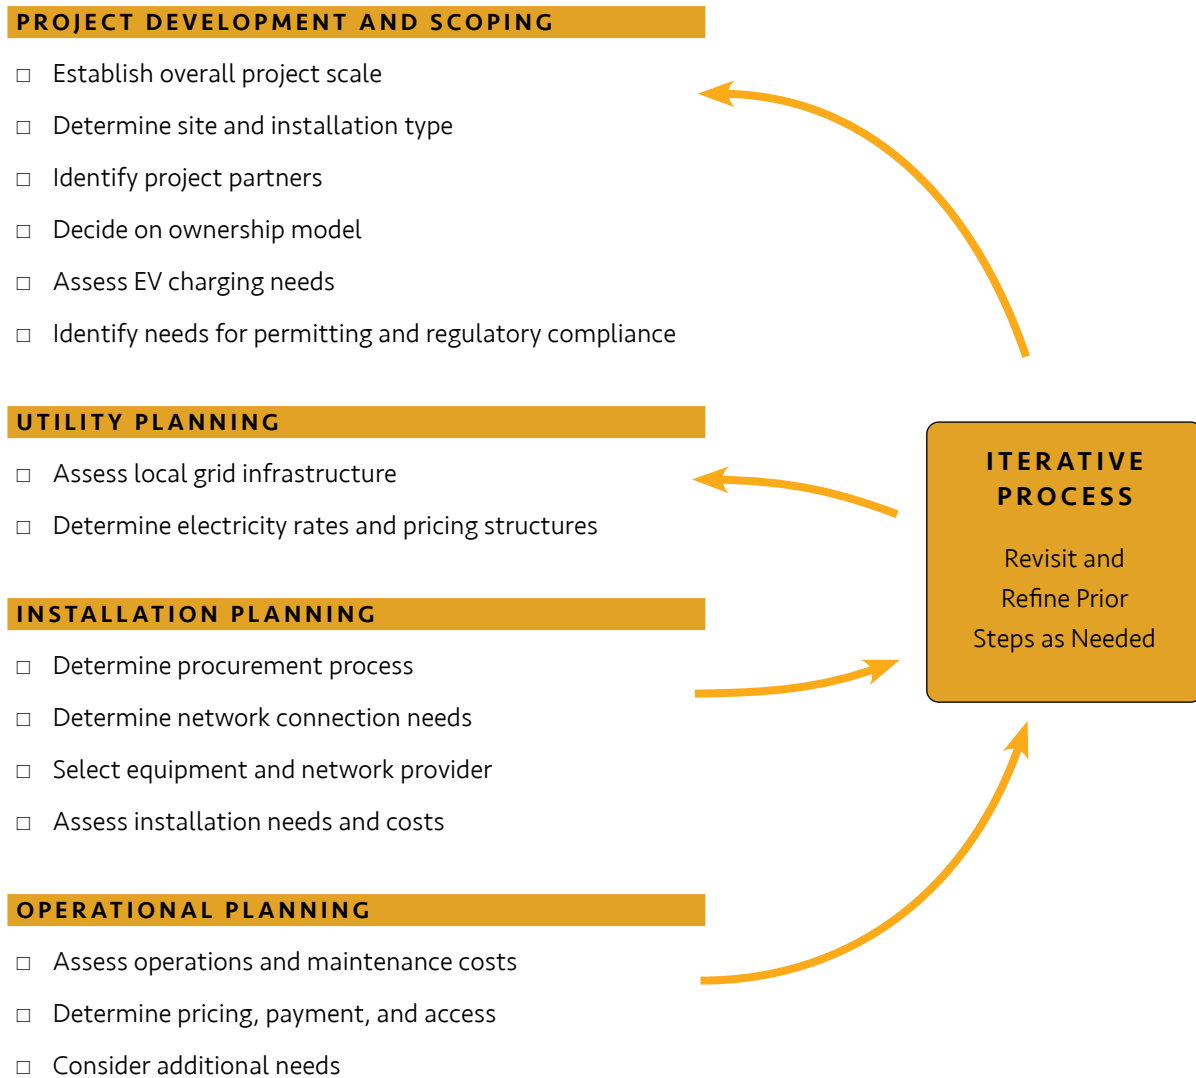 PROJECT DEVELOPMENT AND SCOPING
□ Establish overall project scale
□ Determine site and installation type
□ Identify project partners
□ Decide on ownership model
□ Assess EV charging needs
□ Identify needs for permitting and regulatory compliance
UTILITY PLANNING
□ Assess local grid infrastructure
□ Determine electricity rates and pricing structures
INSTALLATION PLANNING
□ Determine procurement process
□ Determine network connection needs
□ Select equipment and network provider
□ Assess installation needs and costs
OPERATIONAL PLANNING
□ Assess operations and maintenance costs
□ Determine pricing, payment, and access
□ Consider additional needs
ITERATIVE
PROCESS
Revisit and
Refine Prior
Steps as Needed